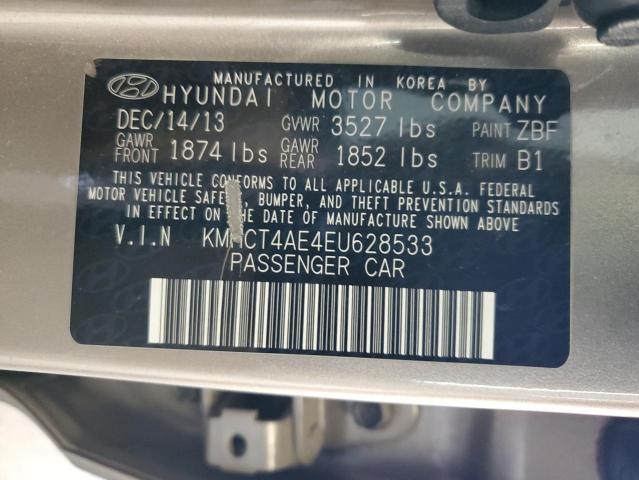 MANUFACTURED IN KOREA BY
HYUNDAI MOTOR COMPANY
DEC/14/13 GVWR 3527 lbs PAINT ZBF
GAWR FRONT 1874 lbs GAWR REAR 1852 lbs TRIM B1
THIS VEHICLE CONFORMS TO ALL APPLICABLE U.S.A. FEDERAL
MOTOR VEHICLE SAFETY, BUMPER, AND THEFT PREVENTION STANDARDS
IN EFFECT ON THE DATE OF MANUFACTURE SHOWN ABOVE
V.I.N KMHCT4AE4EU628533
PASSENGER CAR